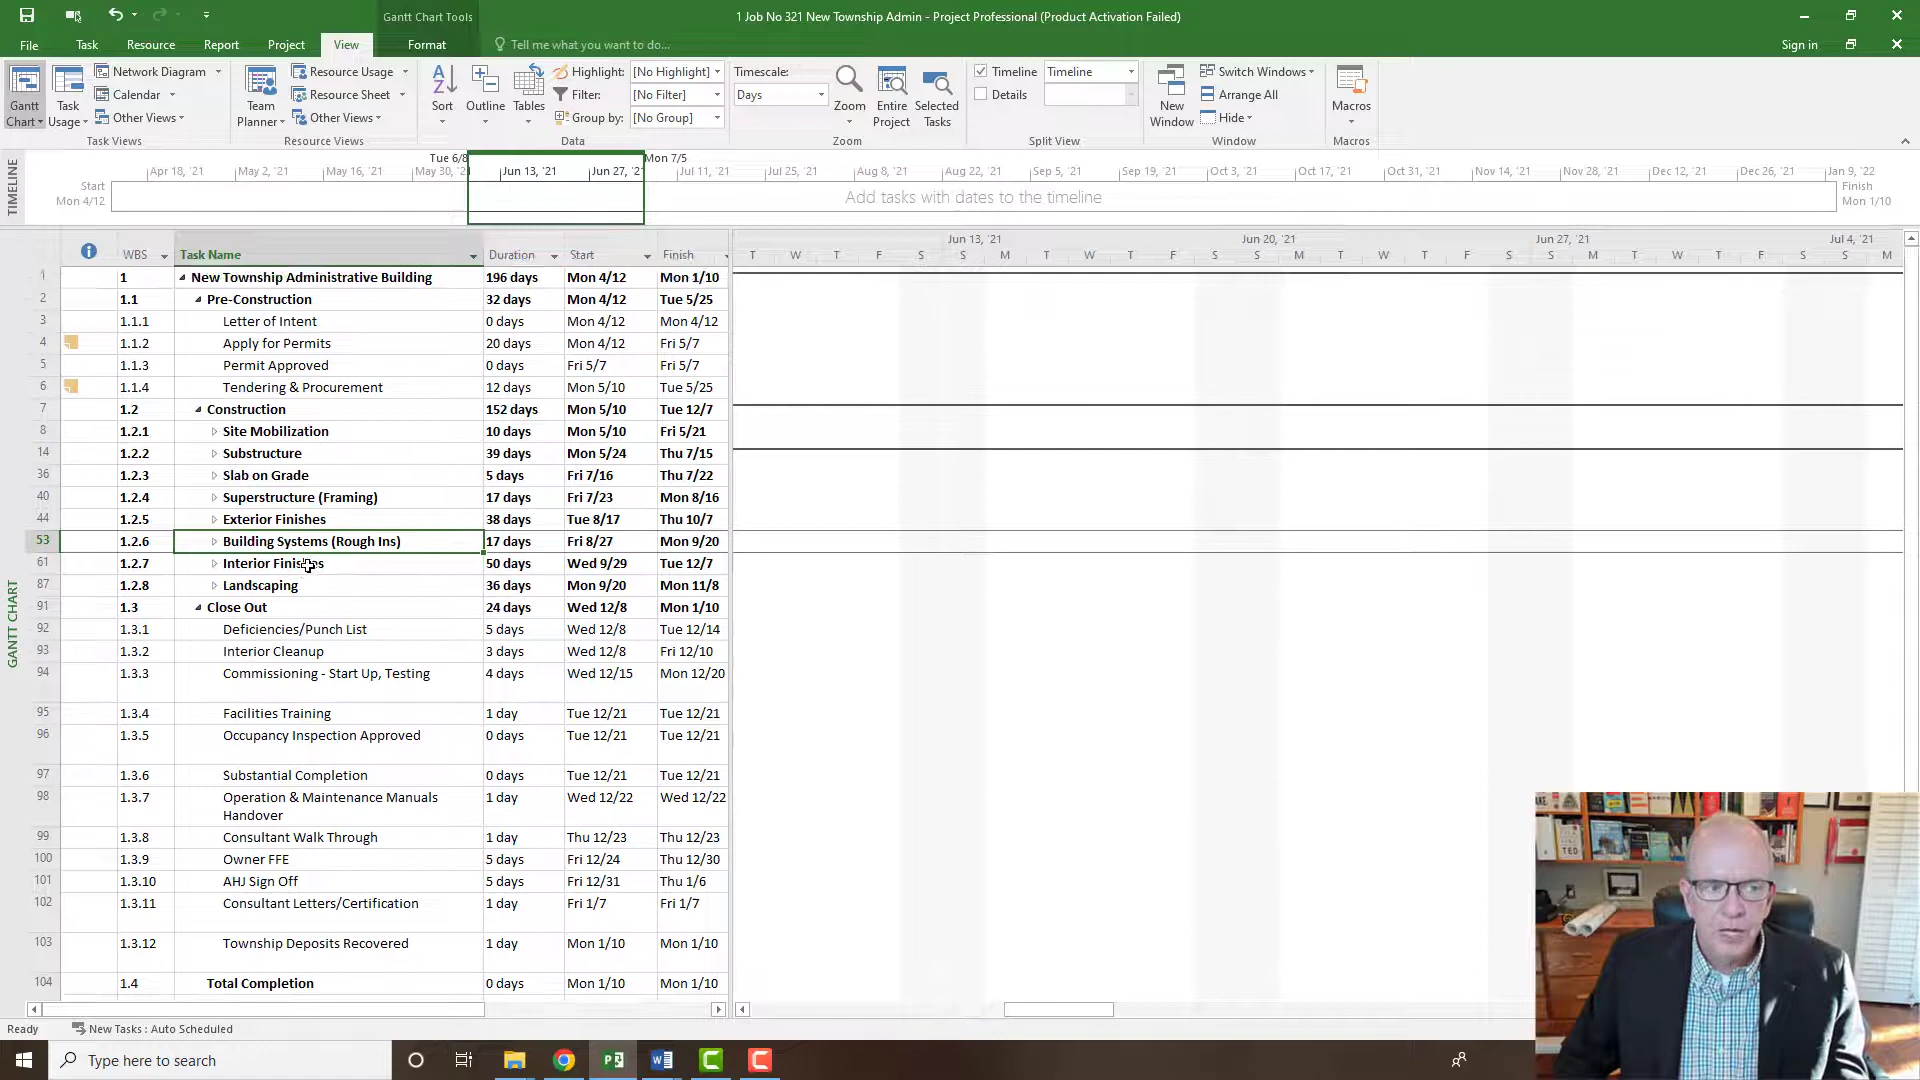 Gantt Chart Tools
1 Job No 321 New Township Admin - Project Professional (Product Activation Failed)
File Task Resource Report Project View Format Tell me what you want to do... Sign in
Gantt Chart
Task Usage
Network Diagram
Calendar
Other Views
Task Views
Team Planner
Resource Usage
Resource Sheet
Other Views
Resource Views
Sort
Outline
Tables
Highlight: [No Highlight]
Filter: [No Filter]
Group by: [No Group]
Data
Timescale:
Days
Zoom
Entire Project
Selected Tasks
Zoom
Timeline Timeline
Details
Split View
New Window
Switch Windows
Arrange All
Hide
Window
Macros
Macros
TIMELINE
Tue 6/8 Mon 7/5
Apr 18, '21 May 2, '21 May 16, '21 May 30, '21 Jun 13, '21 Jun 27, '21 Jul 11, '21 Jul 25, '21 Aug 8, '21 Aug 22, '21 Sep 5, '21 Sep 19, '21 Oct 3, '21 Oct 17, '21 Oct 31, '21 Nov 14, '21 Nov 28, '21 Dec 12, '21 Dec 26, '21 Jan 9, '22
Start
Mon 4/12
Add tasks with dates to the timeline
Finish
Mon 1/10
GANTT CHART
WBS Task Name Duration Start Finish
Jun 13, '21 Jun 20, '21 Jun 27, '21 Jul 4, '21
T W T F S S M T W T F S S M T W T F S S M T W T F S S M
1 1 New Township Administrative Building 196 days Mon 4/12 Mon 1/10
2 1.1 Pre-Construction 32 days Mon 4/12 Tue 5/25
3 1.1.1 Letter of Intent 0 days Mon 4/12 Mon 4/12
4 1.1.2 Apply for Permits 20 days Mon 4/12 Fri 5/7
5 1.1.3 Permit Approved 0 days Fri 5/7 Fri 5/7
6 1.1.4 Tendering & Procurement 12 days Mon 5/10 Tue 5/25
7 1.2 Construction 152 days Mon 5/10 Tue 12/7
8 1.2.1 Site Mobilization 10 days Mon 5/10 Fri 5/21
14 1.2.2 Substructure 39 days Mon 5/24 Thu 7/15
36 1.2.3 Slab on Grade 5 days Fri 7/16 Thu 7/22
40 1.2.4 Superstructure (Framing) 17 days Fri 7/23 Mon 8/16
44 1.2.5 Exterior Finishes 38 days Tue 8/17 Thu 10/7
53 1.2.6 Building Systems (Rough Ins) 17 days Fri 8/27 Mon 9/20
61 1.2.7 Interior Finishes 50 days Wed 9/29 Tue 12/7
87 1.2.8 Landscaping 36 days Mon 9/20 Mon 11/8
91 1.3 Close Out 24 days Wed 12/8 Mon 1/10
92 1.3.1 Deficiencies/Punch List 5 days Wed 12/8 Tue 12/14
93 1.3.2 Interior Cleanup 3 days Wed 12/8 Fri 12/10
94 1.3.3 Commissioning - Start Up, Testing 4 days Wed 12/15 Mon 12/20
95 1.3.4 Facilities Training 1 day Tue 12/21 Tue 12/21
96 1.3.5 Occupancy Inspection Approved 0 days Tue 12/21 Tue 12/21
97 1.3.6 Substantial Completion 0 days Tue 12/21 Tue 12/21
98 1.3.7 Operation & Maintenance Manuals 1 day Wed 12/22 Wed 12/22
Handover
99 1.3.8 Consultant Walk Through 1 day Thu 12/23 Thu 12/23
100 1.3.9 Owner FFE 5 days Fri 12/24 Thu 12/30
101 1.3.10 AHJ Sign Off 5 days Fri 12/31 Thu 1/6
102 1.3.11 Consultant Letters/Certification 1 day Fri 1/7 Fri 1/7
103 1.3.12 Township Deposits Recovered 1 day Mon 1/10 Mon 1/10
104 1.4 Total Completion 0 days Mon 1/10 Mon 1/10
TED
Ready New Tasks : Auto Scheduled
Type here to search